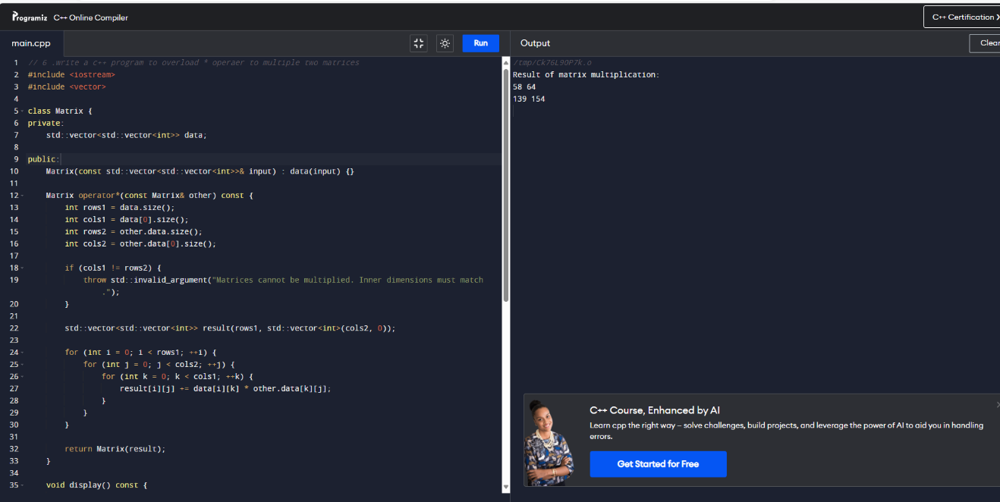 Programiz C++ Online Compiler
C++ Certification
main.cpp
Run
Output
Clear
1 // 6 .write a c++ program to overload * operaer to multiple two matrices
2 #include <iostream>
3 #include <vector>
4
5 class Matrix {
6 private:
7 std::vector<std::vector<int>> data;
8
9 public:
10 Matrix(const std::vector<std::vector<int>>& input) : data(input) {}
11
12 Matrix operator*(const Matrix& other) const {
13 int rows1 = data.size();
14 int cols1 = data[0].size();
15 int rows2 = other.data.size();
16 int cols2 = other.data[0].size();
17
18 if (cols1 != rows2) {
19 throw std::invalid_argument("Matrices cannot be multiplied. Inner dimensions must match
.");
20 }
21
22 std::vector<std::vector<int>> result(rows1, std::vector<int>(cols2, 0));
23
24 for (int i = 0; i < rows1; ++i) {
25 for (int j = 0; j < cols2; ++j) {
26 for (int k = 0; k < cols1; ++k) {
27 result[i][j] += data[i][k] * other.data[k][j];
28 }
29 }
30 }
31
32 return Matrix(result);
33 }
34
35 void display() const {
/tmp/Ck76L9OP7k.o
Result of matrix multiplication:
58 64
139 154
C++ Course, Enhanced by AI
Learn cpp the right way – solve challenges, build projects, and leverage the power of AI to aid you in handling
errors.
Get Started for Free